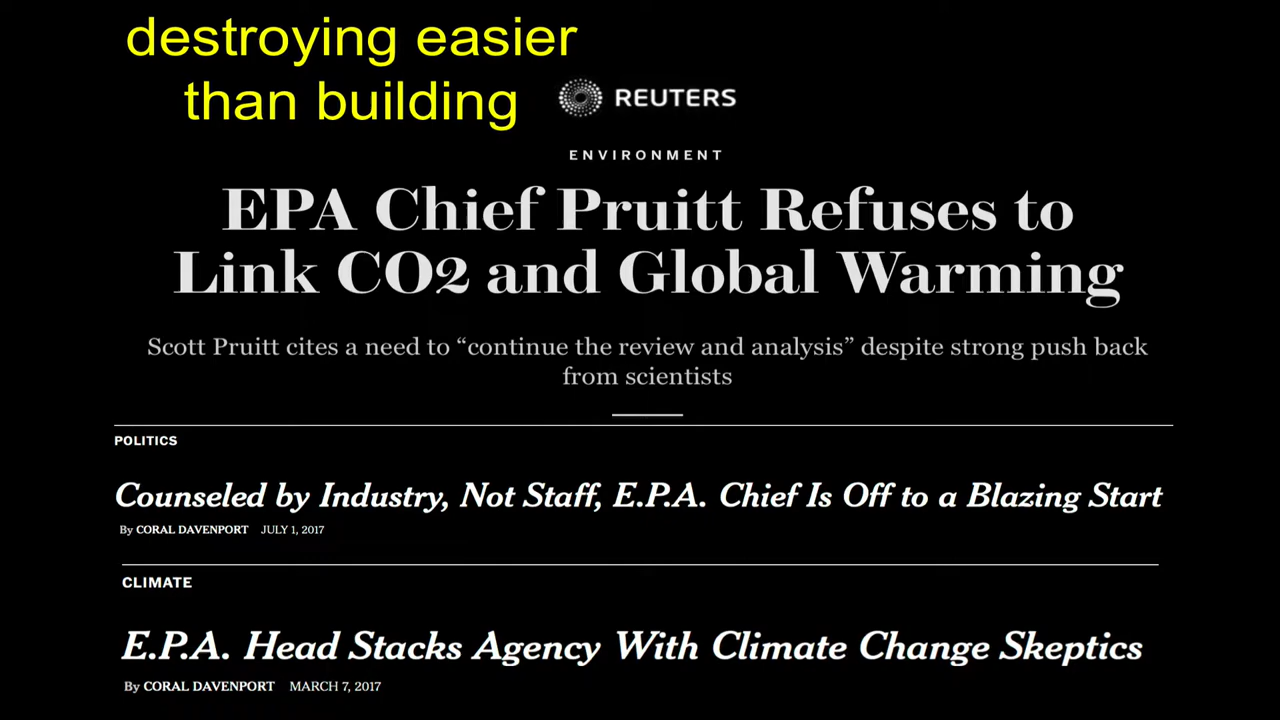 destroying easier
than building
REUTERS
ENVIRONMENT
EPA Chief Pruitt Refuses to
Link CO2 and Global Warming
Scott Pruitt cites a need to “continue the review and analysis” despite strong push back
from scientists
POLITICS
Counseled by Industry, Not Staff, E.P.A. Chief Is Off to a Blazing Start
By CORAL DAVENPORT JULY 1, 2017
CLIMATE
E.P.A. Head Stacks Agency With Climate Change Skeptics
By CORAL DAVENPORT MARCH 7, 2017